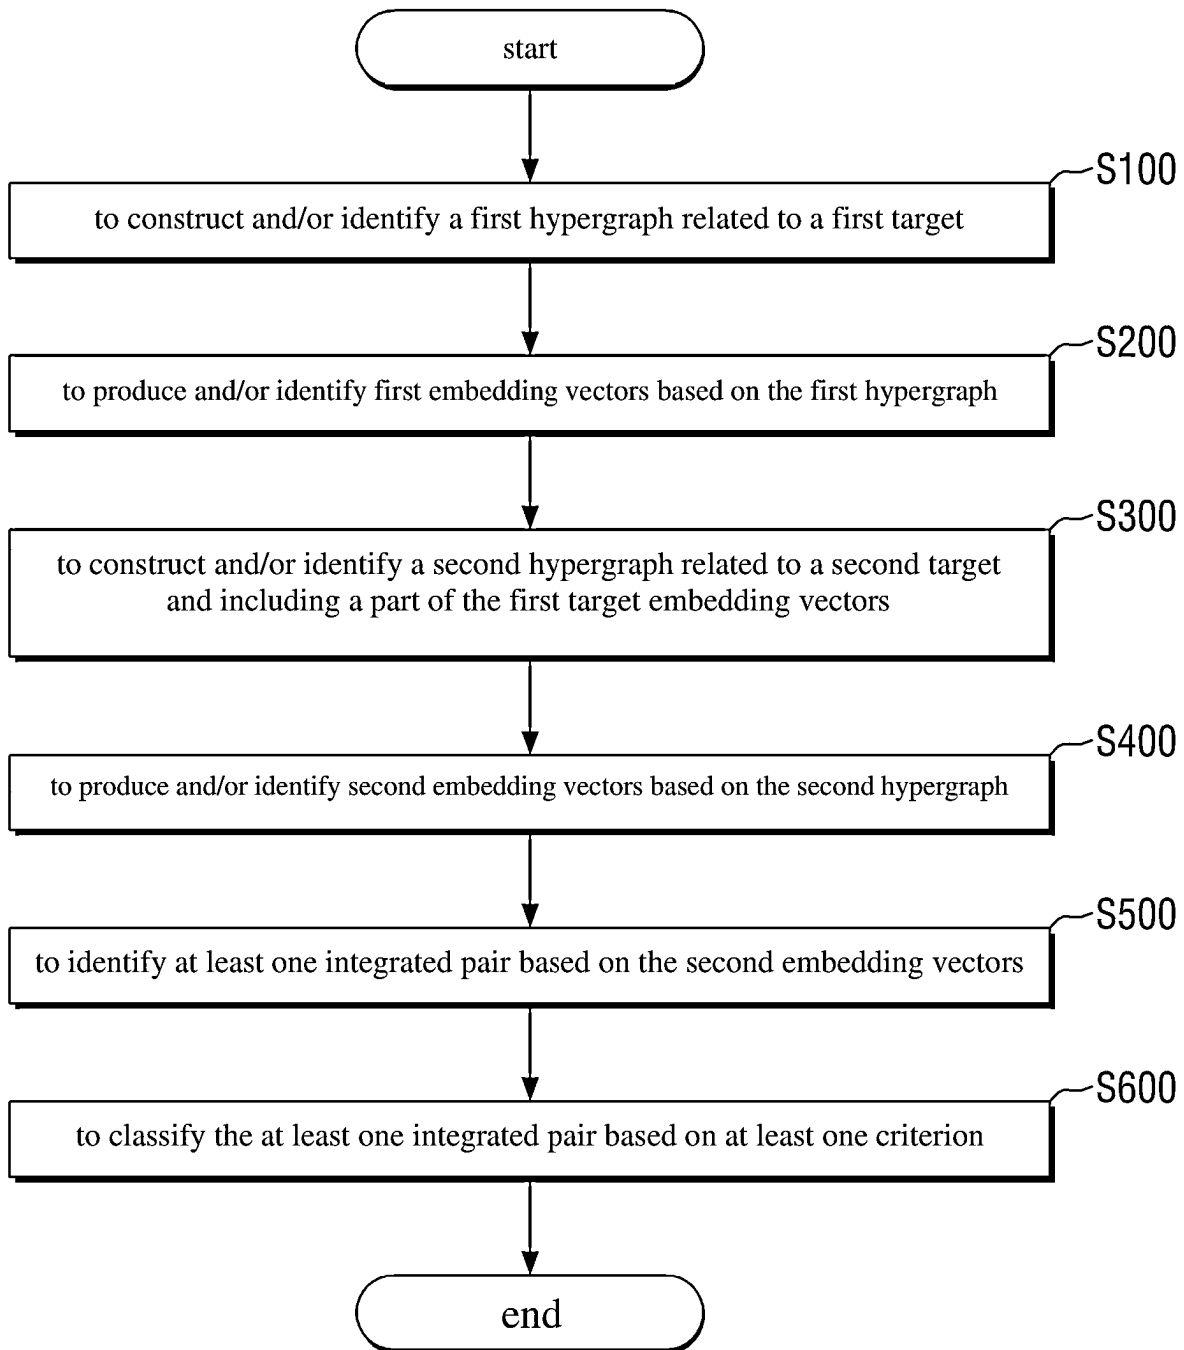 start
S100
to construct and/or identify a first hypergraph related to a first target
S200
to produce and/or identify first embedding vectors based on the first hypergraph
S300
to construct and/or identify a second hypergraph related to a second target
and including a part of the first target embedding vectors
S400
to produce and/or identify second embedding vectors based on the second hypergraph
S500
to identify at least one integrated pair based on the second embedding vectors
S600
to classify the at least one integrated pair based on at least one criterion
end